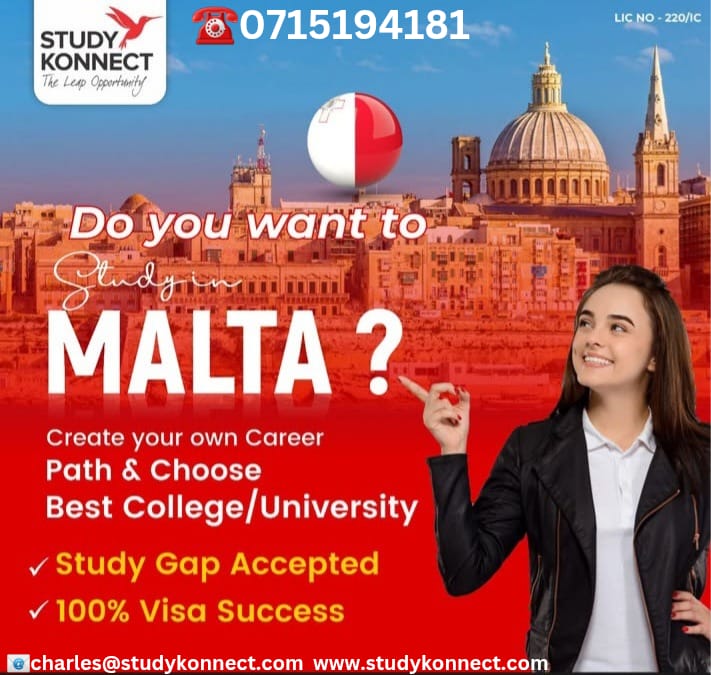 STUDY
KONNECT
The Leap Opportunity
☎0715194181
LIC NO - 220/IC
Do you want to
Study in
MALTA ?
Create your own Career
Path & Choose
Best College/University
✓ Study Gap Accepted
✓ 100% Visa Success
charles@studykonnect.com www.studykonnect.com